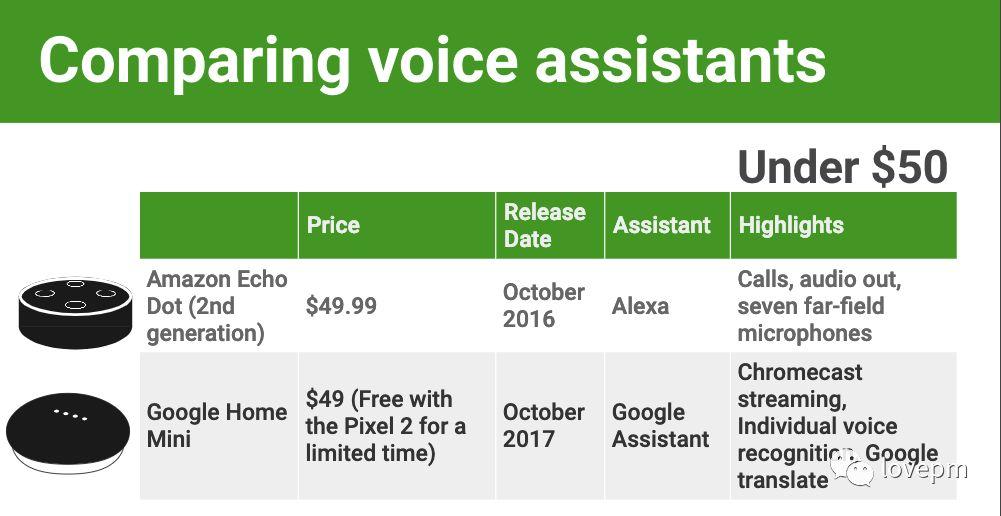 Comparing voice assistants
Under $50
Price
Release
Date
Assistant
Highlights
Amazon Echo
Dot (2nd
generation)
$49.99
October
2016
Alexa
Calls, audio out,
seven far-field
microphones
Google Home
Mini
$49 (Free with
the Pixel 2 for a
limited time)
October
2017
Google
Assistant
Chromecast
streaming,
Individual voice
recognition, Google
translate
lovepm